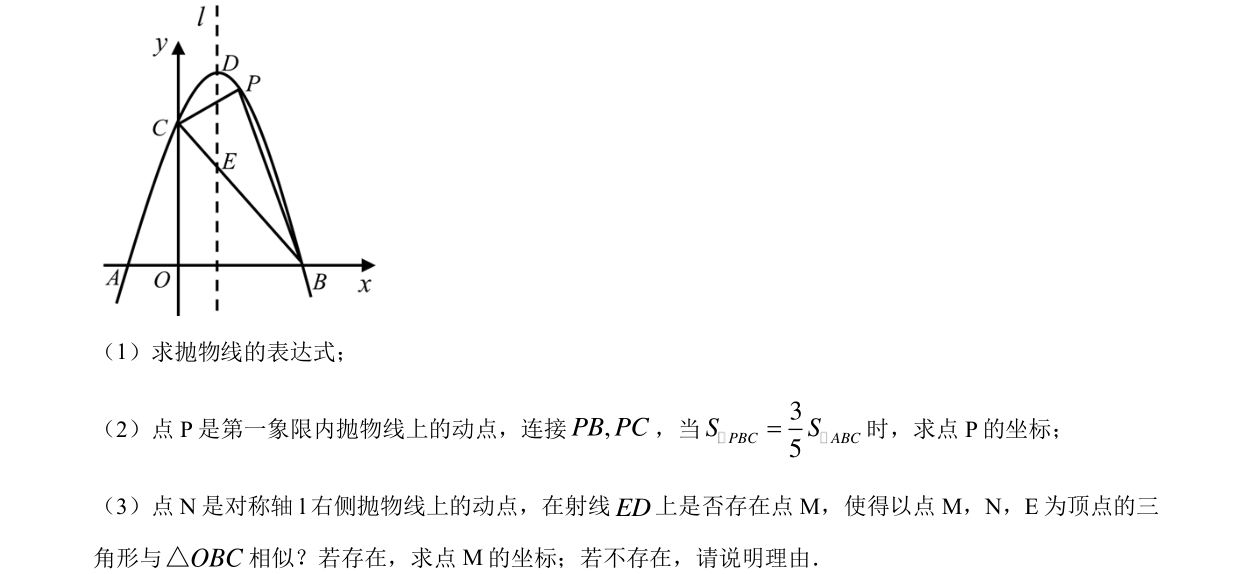 l
y
D
P
C
E
A
O
B
x
（1）求抛物线的表达式；
（2）点 P 是第一象限内抛物线上的动点，连接 PB, PC ，当 S□PBC = 3/5 S□ABC 时，求点 P 的坐标；
（3）点 N 是对称轴 l 右侧抛物线上的动点，在射线 ED 上是否存在点 M，使得以点 M，N，E 为顶点的三
角形与 △OBC 相似？若存在，求点 M 的坐标；若不存在，请说明理由．